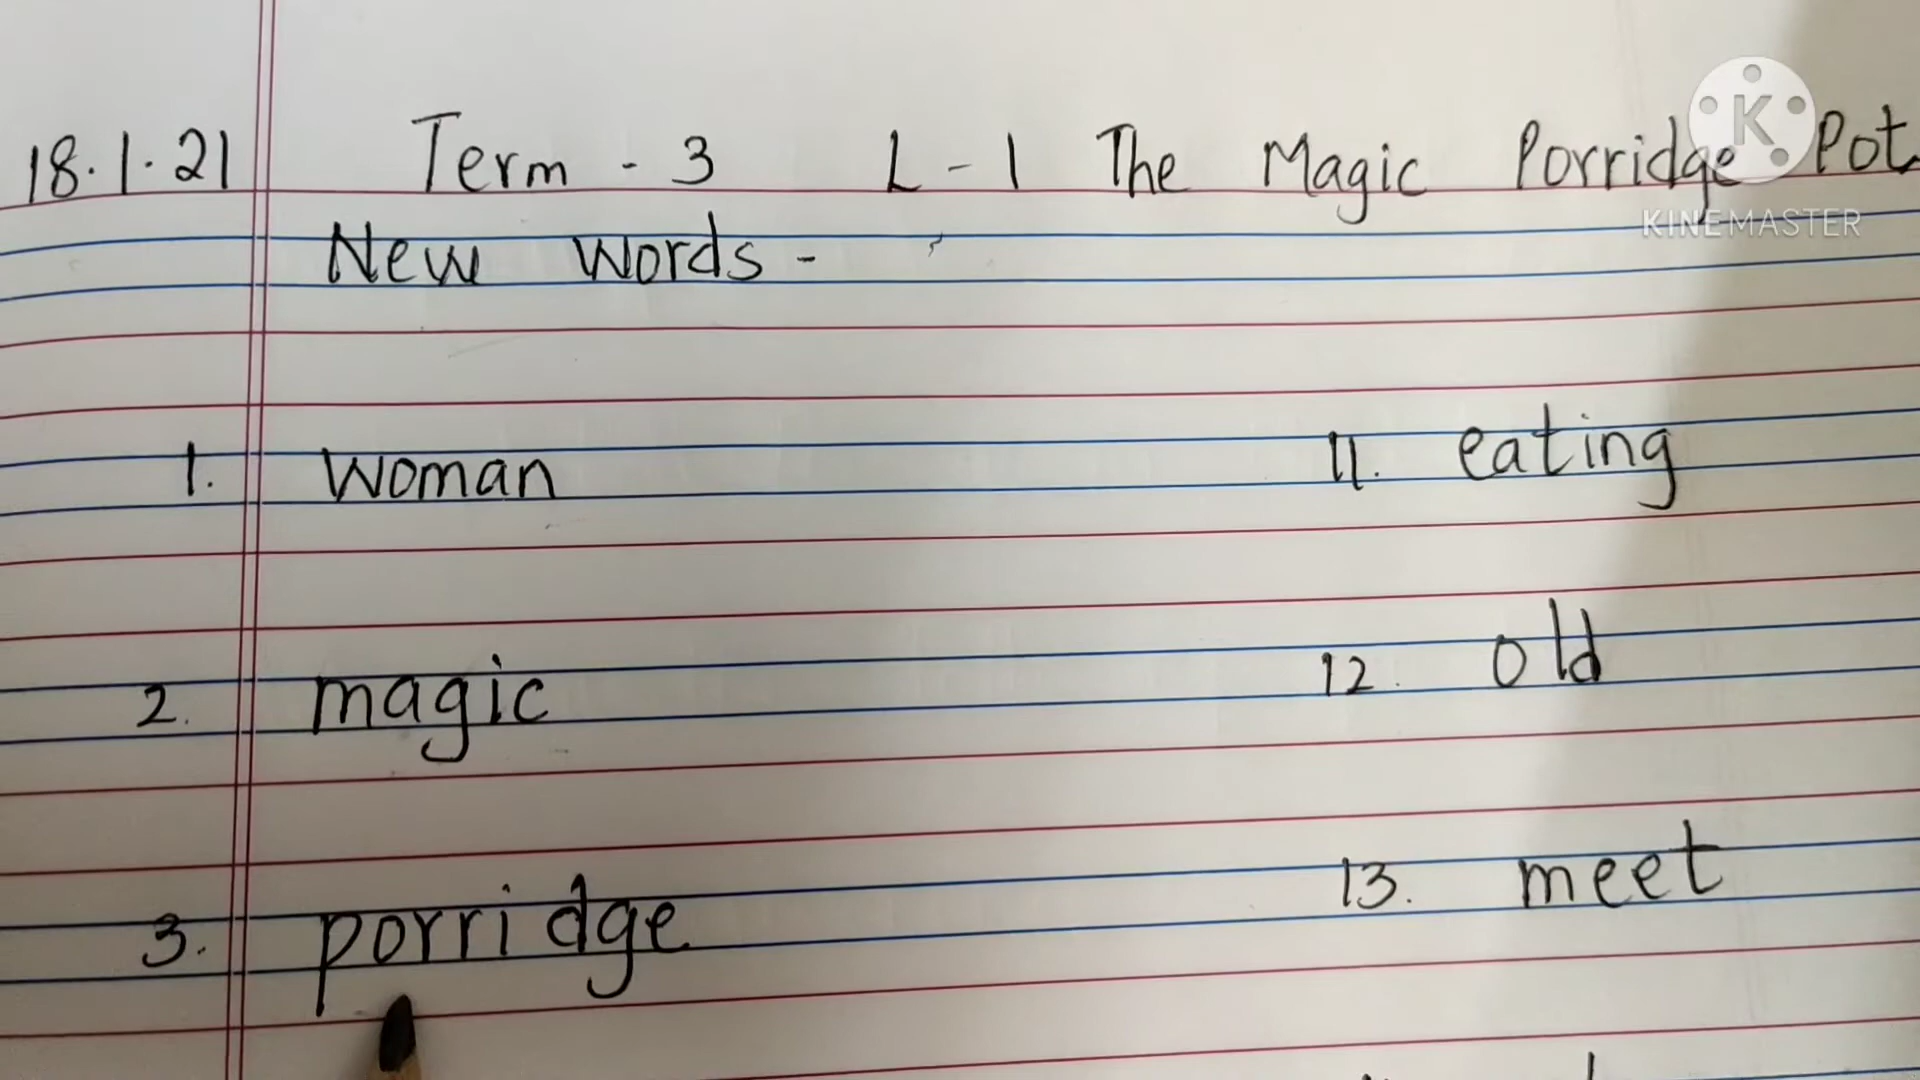 18.1.21 Term - 3 L - 1 The Magic Porridge Pot
KINEMASTER
New words -
1. woman 11. eating
2. magic 12. old
3. porridge 13. meet